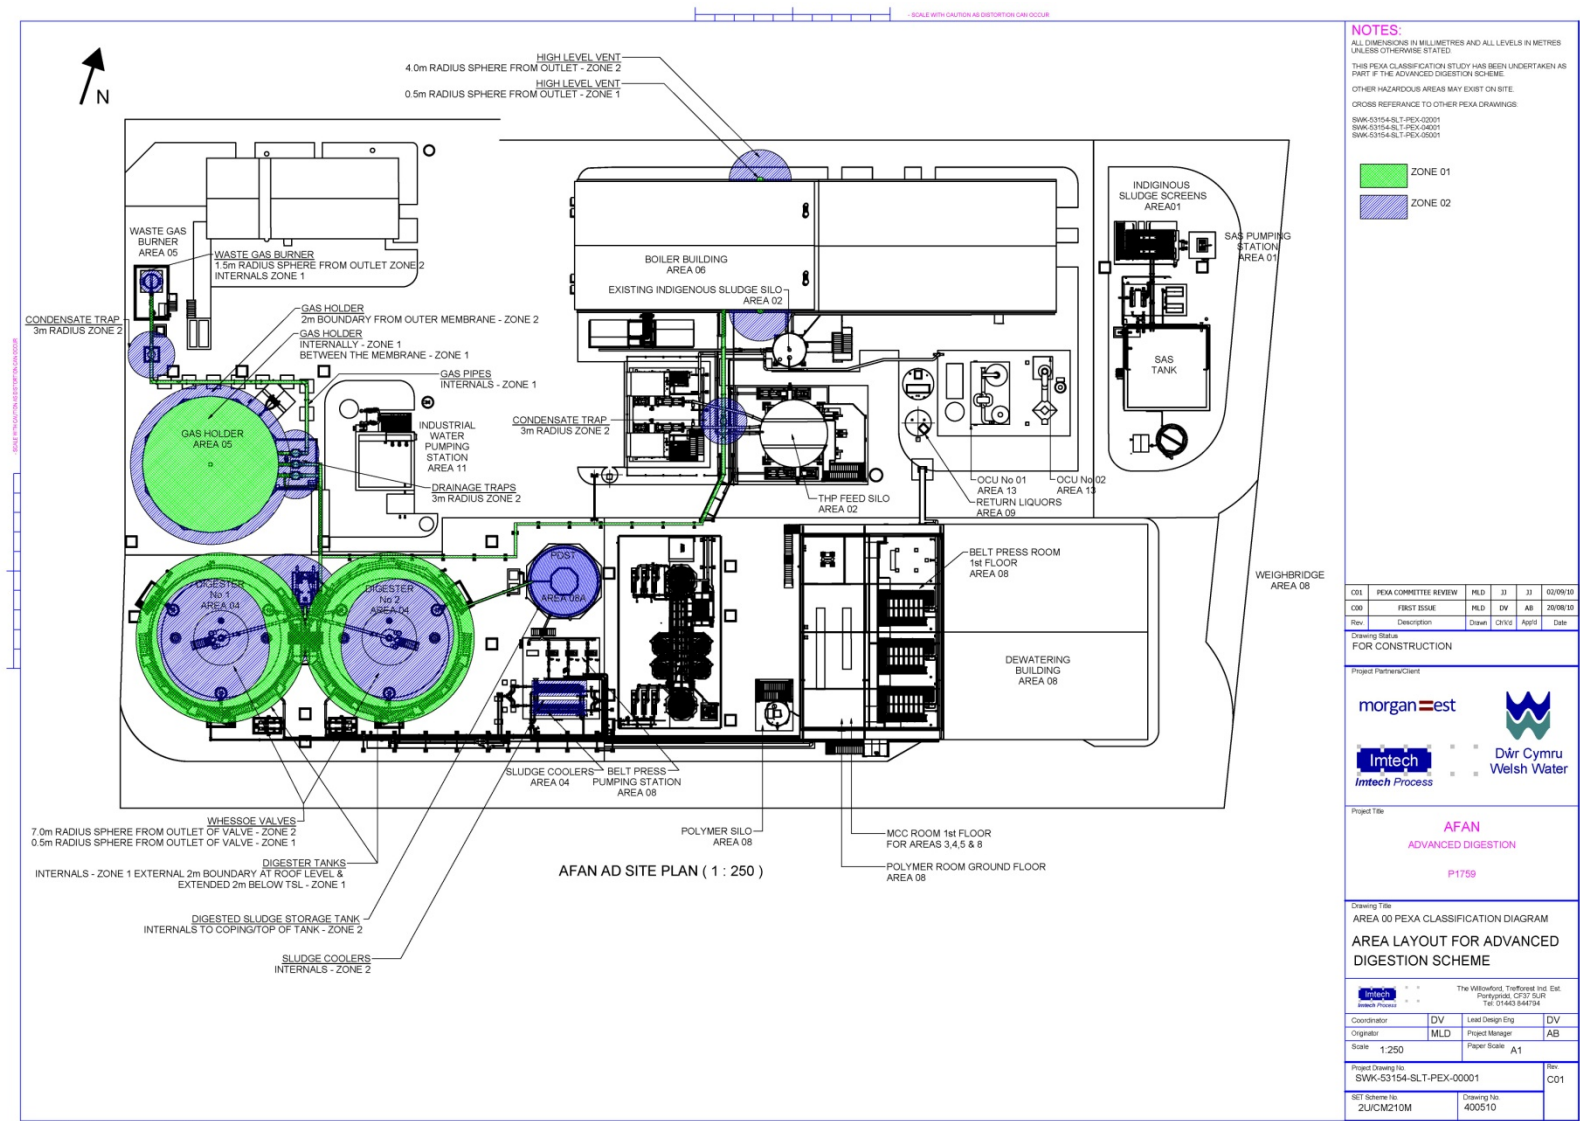 - SCALE WITH CAUTION AS DISTORTION CAN OCCUR
- SCALE WITH CAUTION AS DISTORTION CAN OCCUR
N
HIGH LEVEL VENT
4.0m RADIUS SPHERE FROM OUTLET - ZONE 2
HIGH LEVEL VENT
0.5m RADIUS SPHERE FROM OUTLET - ZONE 1
WASTE GAS
BURNER
AREA 05
WASTE GAS BURNER
1.5m RADIUS SPHERE FROM OUTLET ZONE 2
INTERNALS ZONE 1
CONDENSATE TRAP
3m RADIUS ZONE 2
GAS HOLDER
2m BOUNDARY FROM OUTER MEMBRANE - ZONE 2
GAS HOLDER
INTERNALLY - ZONE 1
BETWEEN THE MEMBRANE - ZONE 1
GAS PIPES
INTERNALS - ZONE 1
GAS HOLDER
AREA 05
INDUSTRIAL
WATER
PUMPING
STATION
AREA 11
DRAINAGE TRAPS
3m RADIUS ZONE 2
BOILER BUILDING
AREA 06
EXISTING INDIGENOUS SLUDGE SILO
AREA 02
CONDENSATE TRAP
3m RADIUS ZONE 2
THP FEED SILO
AREA 02
INDIGINOUS
SLUDGE SCREENS
AREA01
SAS PUMPING
STATION
AREA 01
SAS
TANK
OCU No 01
AREA 13
OCU No 02
AREA 13
RETURN LIQUORS
AREA 09
DIGESTER
No 1
AREA 04
DIGESTER
No 2
AREA 04
PDST
AREA 08A
BELT PRESS ROOM
1st FLOOR
AREA 08
WEIGHBRIDGE
AREA 08
DEWATERING
BUILDING
AREA 08
SLUDGE COOLERS
AREA 04
BELT PRESS
PUMPING STATION
AREA 08
WHESSOE VALVES
7.0m RADIUS SPHERE FROM OUTLET OF VALVE - ZONE 2
0.5m RADIUS SPHERE FROM OUTLET OF VALVE - ZONE 1
DIGESTER TANKS
INTERNALS - ZONE 1 EXTERNAL 2m BOUNDARY AT ROOF LEVEL &
EXTENDED 2m BELOW TSL - ZONE 1
DIGESTED SLUDGE STORAGE TANK
INTERNALS TO COPING/TOP OF TANK - ZONE 2
SLUDGE COOLERS
INTERNALS - ZONE 2
POLYMER SILO
AREA 08
MCC ROOM 1st FLOOR
FOR AREAS 3,4,5 & 8
POLYMER ROOM GROUND FLOOR
AREA 08
AFAN AD SITE PLAN ( 1 : 250 )
NOTES:
ALL DIMENSIONS IN MILLIMETRES AND ALL LEVELS IN METRES
UNLESS OTHERWISE STATED.
THIS PEXA CLASSIFICATION STUDY HAS BEEN UNDERTAKEN AS
PART IF THE ADVANCED DIGESTION SCHEME.
OTHER HAZARDOUS AREAS MAY EXIST ON SITE.
CROSS REFERANCE TO OTHER PEXA DRAWINGS:
SWK-53154-SLT-PEX-02001
SWK-53154-SLT-PEX-04001
SWK-53154-SLT-PEX-05001
ZONE 01
ZONE 02
C01 PEXA COMMITTEE REVIEW MLD JJ JJ 02/09/10
C00 FIRST ISSUE MLD DV AB 20/08/10
Rev. Description Drawn Ch'k'd App'd Date
Drawing Status
FOR CONSTRUCTION
Project Partners/Client
morgan est
Imtech
Imtech Process
Dŵr Cymru
Welsh Water
Project Title
AFAN
ADVANCED DIGESTION
P1759
Drawing Title
AREA 00 PEXA CLASSIFICATION DIAGRAM
AREA LAYOUT FOR ADVANCED
DIGESTION SCHEME
Imtech
Imtech Process
The Willowford, Trefforest Ind. Est.
Pontypridd, CF37 5UR
Tel: 01443 844794
Coordinator DV Lead Design Eng DV
Originator MLD Project Manager AB
Scale 1:250 Paper Scale A1
Project Drawing No.
SWK-53154-SLT-PEX-00001
Rev.
C01
SET Scheme No.
2U/CM210M
Drawing No.
400510